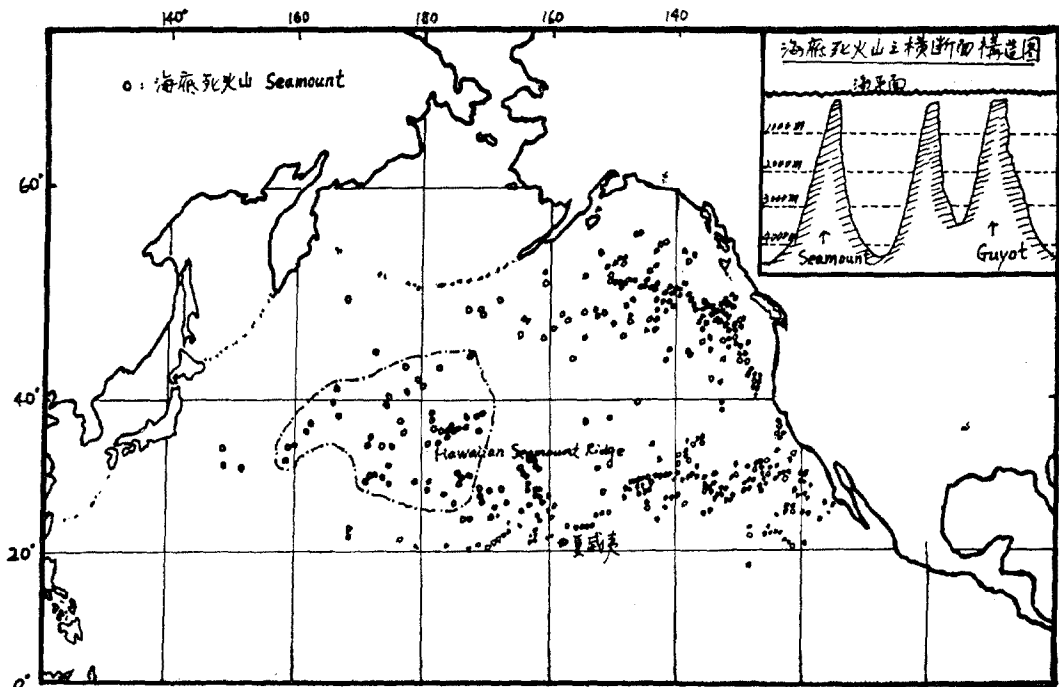 140° 160 180 160 140
○: 海底死火山 Seamount
海底死火山主横断面構造图
海平面
1000M
2000M
3000M
4000M
Seamount
Guyot
60°
40°
Hawaiian Seamount Ridge
夏威夷
20°
0°